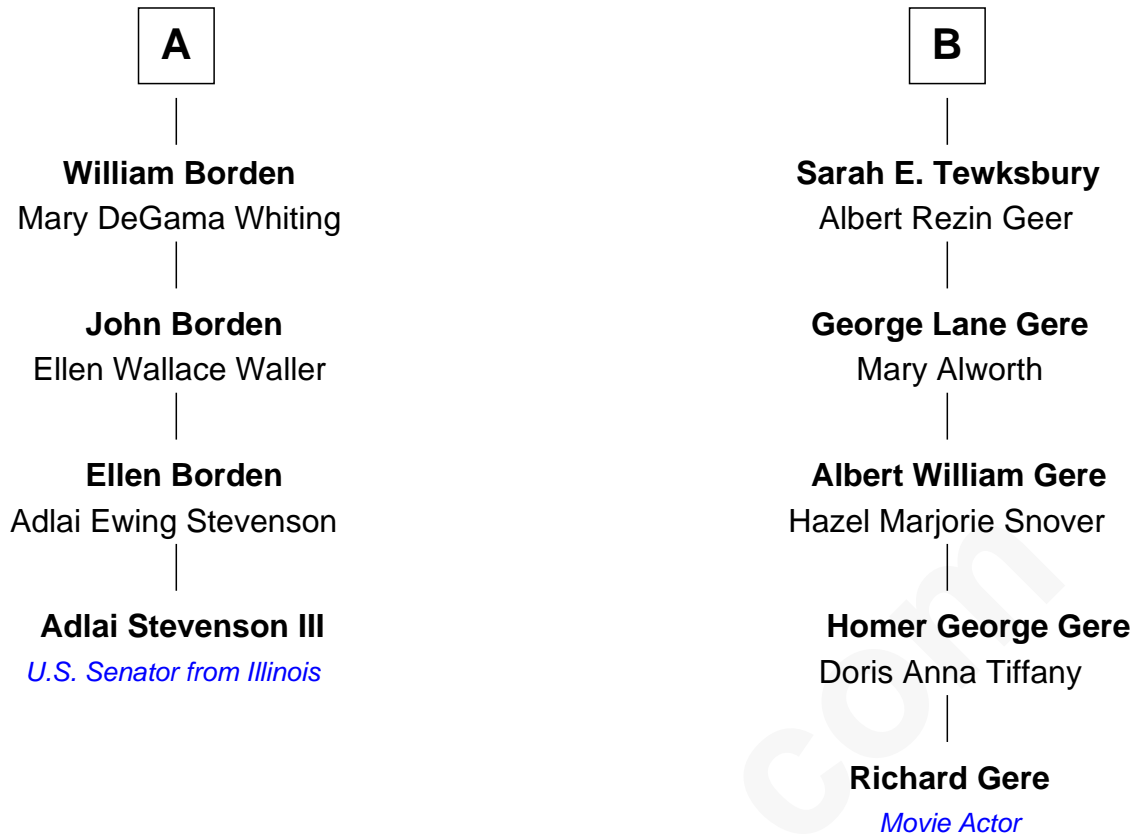 A
William Borden
Mary DeGama Whiting
John Borden
Ellen Wallace Waller
Ellen Borden
Adlai Ewing Stevenson
Adlai Stevenson III
U.S. Senator from Illinois
B
Sarah E. Tewksbury
Albert Rezin Geer
George Lane Gere
Mary Alworth
Albert William Gere
Hazel Marjorie Snover
Homer George Gere
Doris Anna Tiffany
Richard Gere
Movie Actor
com